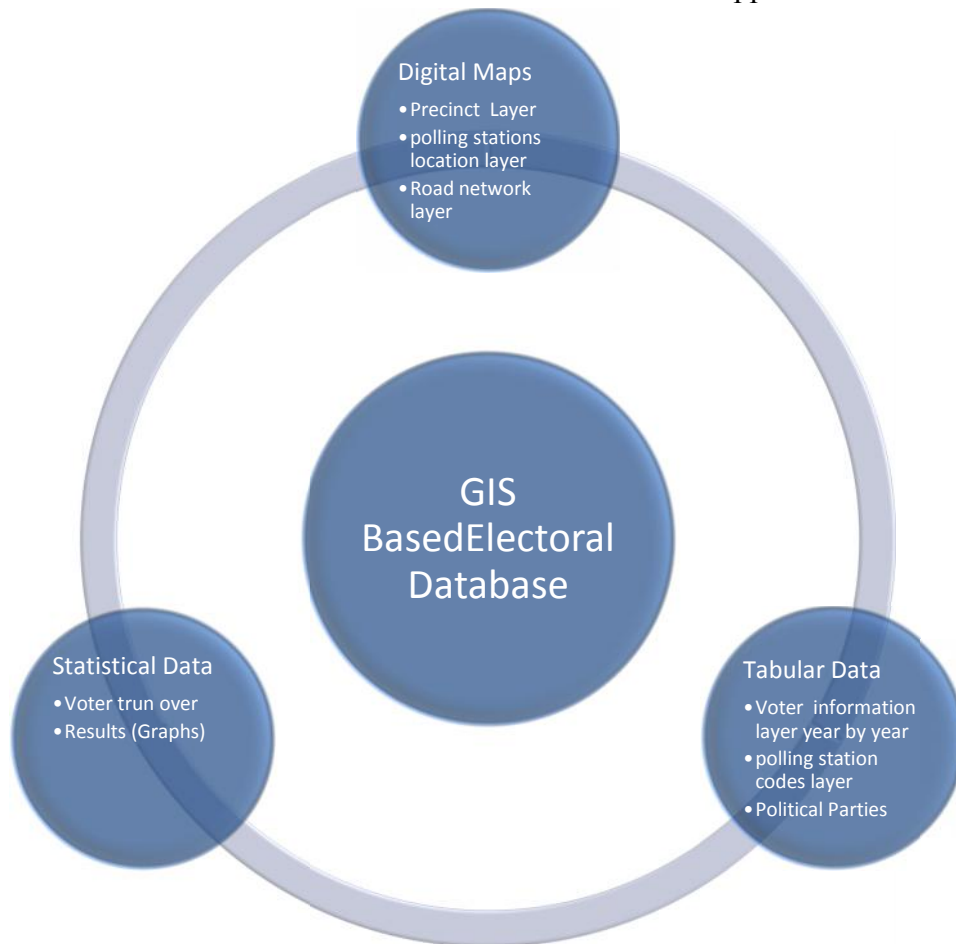 Digital Maps
•Precinct Layer
•polling stations
location layer
•Road network
layer
GIS
BasedElectoral
Database
Statistical Data
•Voter trun over
•Results (Graphs)
Tabular Data
•Voter information
layer year by year
•polling station
codes layer
•Political Parties